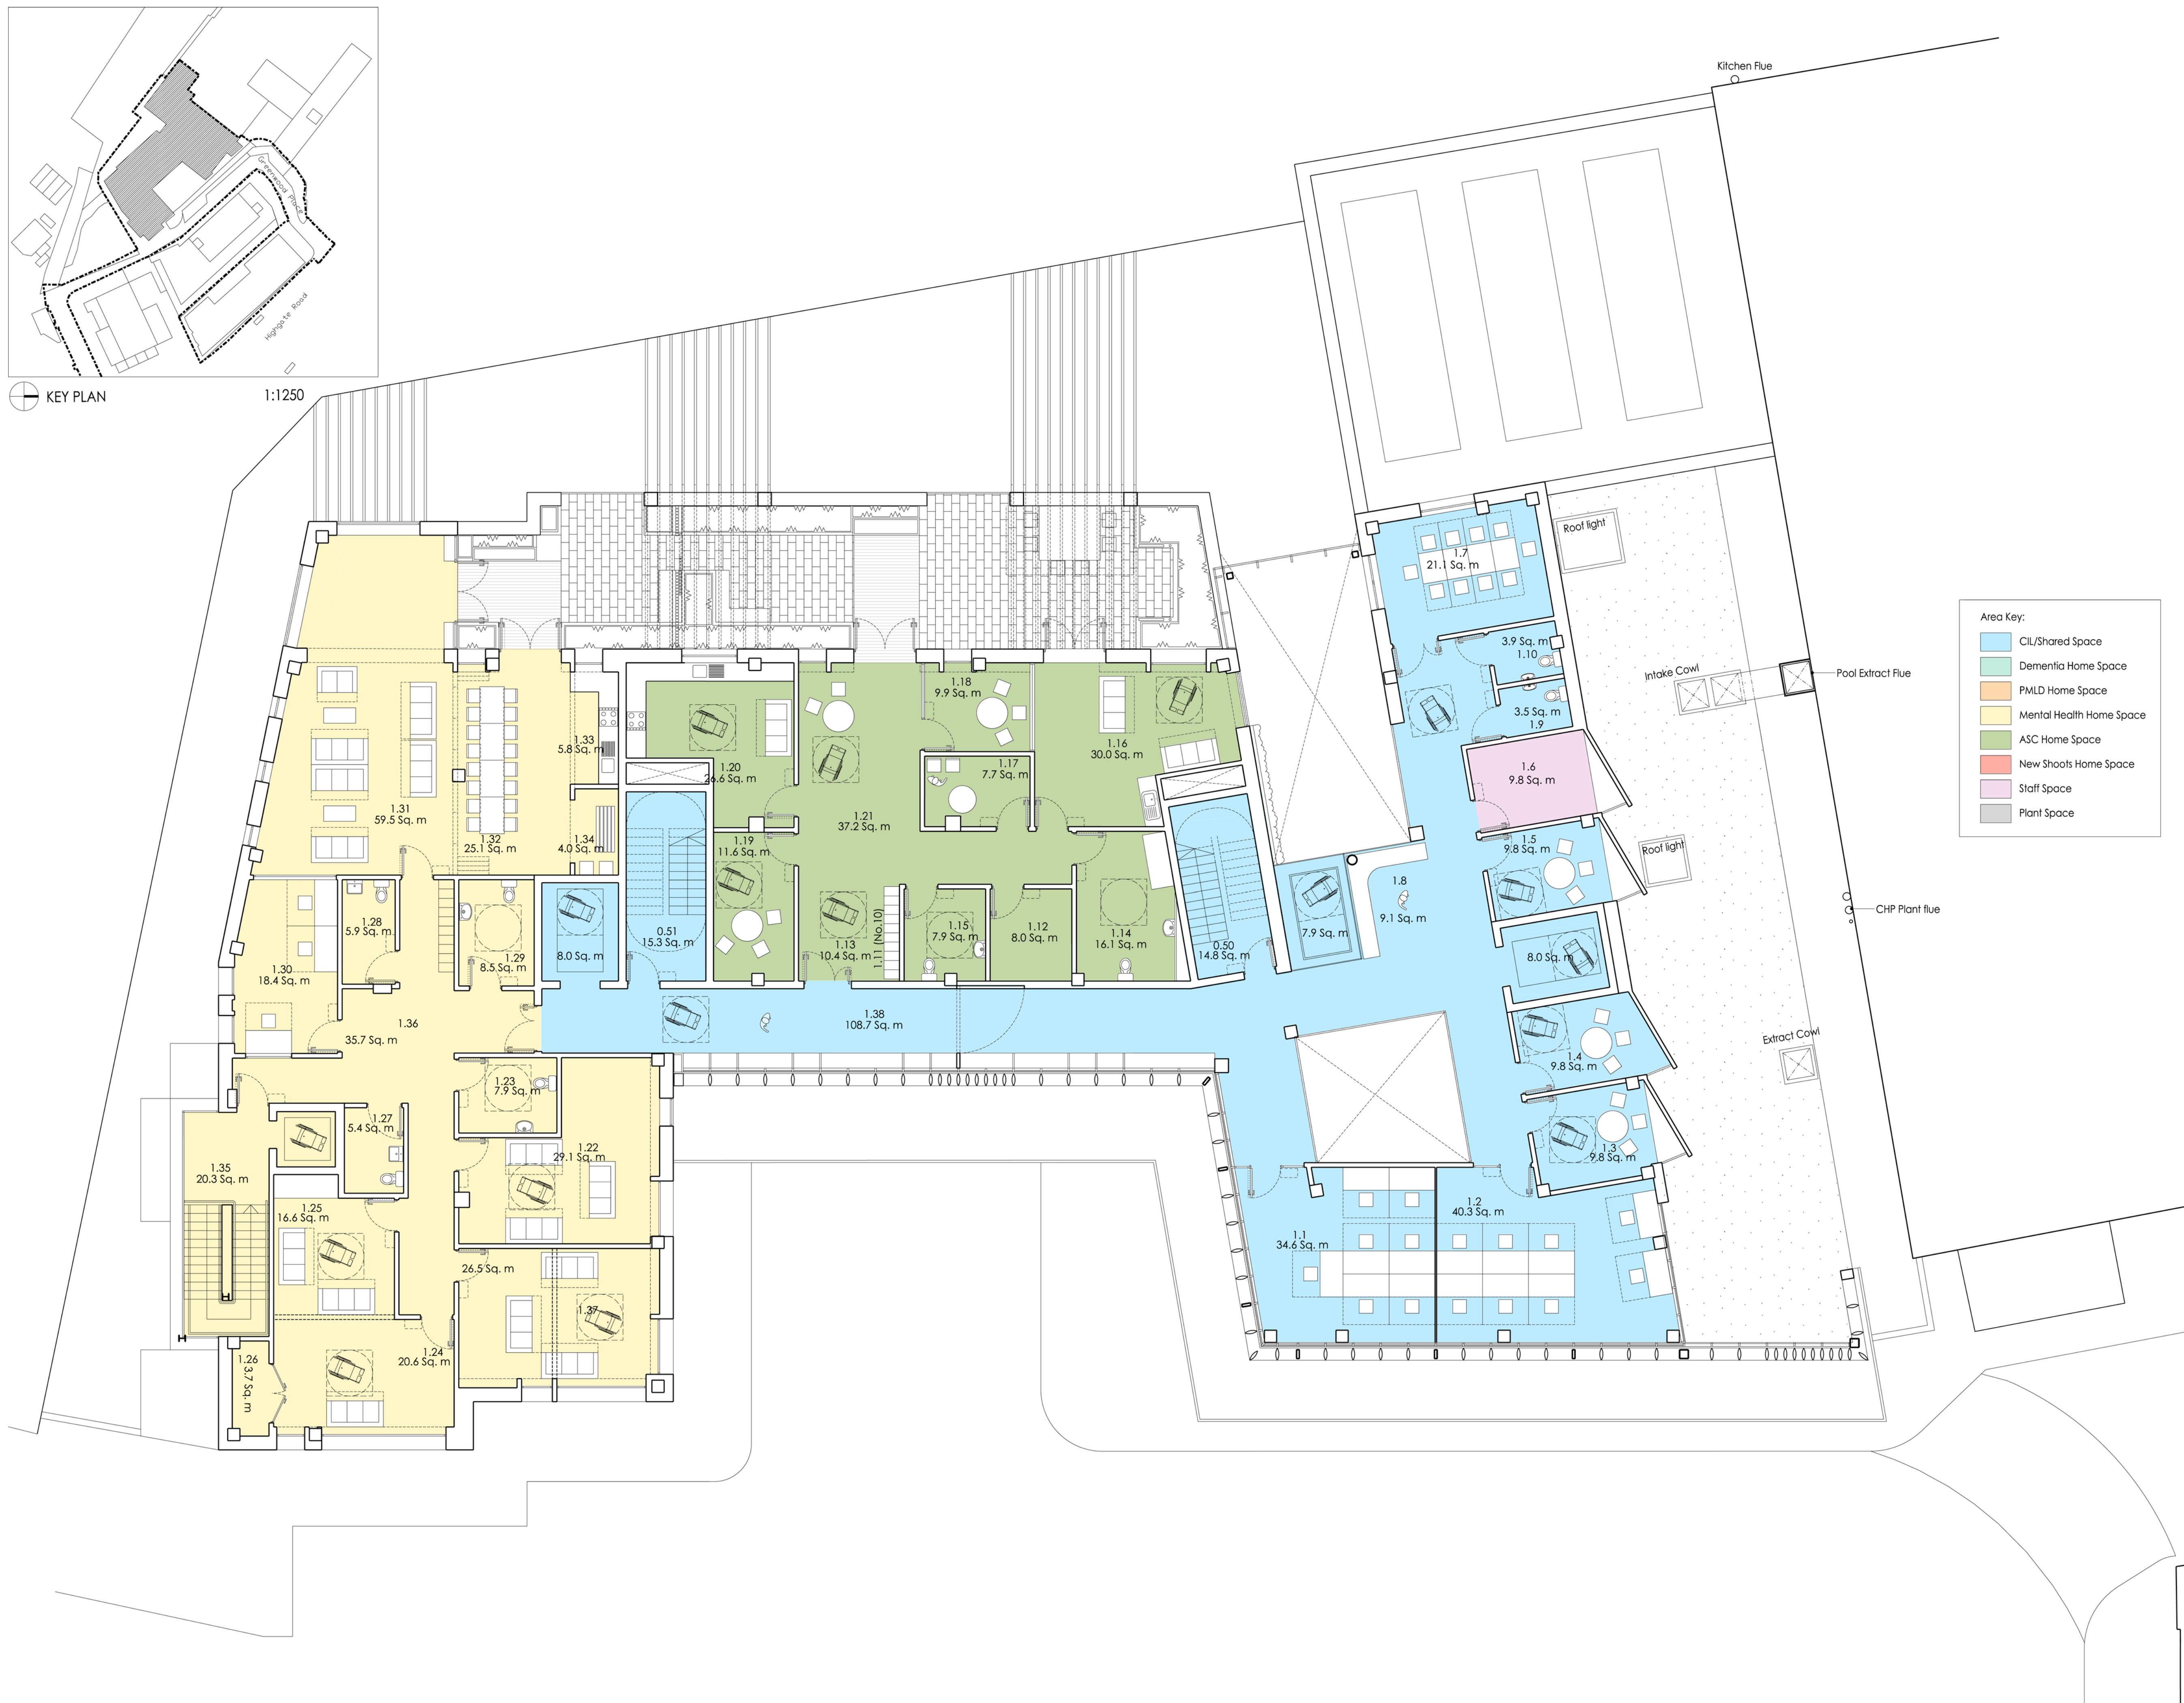 Greenwood Place
Highgate Road
KEY PLAN
1:1250
Kitchen Flue
Roof light
Intake Cowl
Pool Extract Flue
Roof light
CHP Plant flue
Extract Cowl
Area Key:
CIL/Shared Space
Dementia Home Space
PMLD Home Space
Mental Health Home Space
ASC Home Space
New Shoots Home Space
Staff Space
Plant Space
1.7
21.1 Sq. m
3.9 Sq. m
1.10
3.5 Sq. m
1.9
1.6
9.8 Sq. m
1.5
9.8 Sq. m
1.8
9.1 Sq. m
7.9 Sq. m
8.0 Sq. m
1.4
9.8 Sq. m
1.3
9.8 Sq. m
1.2
40.3 Sq. m
1.1
34.6 Sq. m
1.18
9.9 Sq. m
1.17
7.7 Sq. m
1.16
30.0 Sq. m
1.20
26.6 Sq. m
1.21
37.2 Sq. m
1.19
11.6 Sq. m
1.13
10.4 Sq. m
1.11 (No.10)
1.15
7.9 Sq. m
1.12
8.0 Sq. m
1.14
16.1 Sq. m
0.50
14.8 Sq. m
0.51
15.3 Sq. m
8.0 Sq. m
1.38
108.7 Sq. m
1.33
5.8 Sq. m
1.31
59.5 Sq. m
1.32
25.1 Sq. m
1.34
4.0 Sq. m
1.28
5.9 Sq. m
1.29
8.5 Sq. m
1.30
18.4 Sq. m
1.36
35.7 Sq. m
1.23
7.9 Sq. m
1.27
5.4 Sq. m
1.22
29.1 Sq. m
1.35
20.3 Sq. m
1.25
16.6 Sq. m
26.5 Sq. m
1.37
1.24
20.6 Sq. m
1.26
3.7 Sq. m